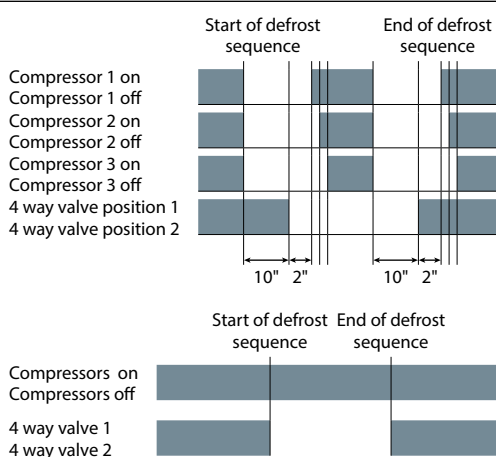 Start of defrost
sequence
End of defrost
sequence
Compressor 1 on
Compressor 1 off
Compressor 2 on
Compressor 2 off
Compressor 3 on
Compressor 3 off
4 way valve position 1
4 way valve position 2
10" 2" 10" 2"
Start of defrost
sequence
End of defrost
sequence
Compressors on
Compressors off
4 way valve 1
4 way valve 2